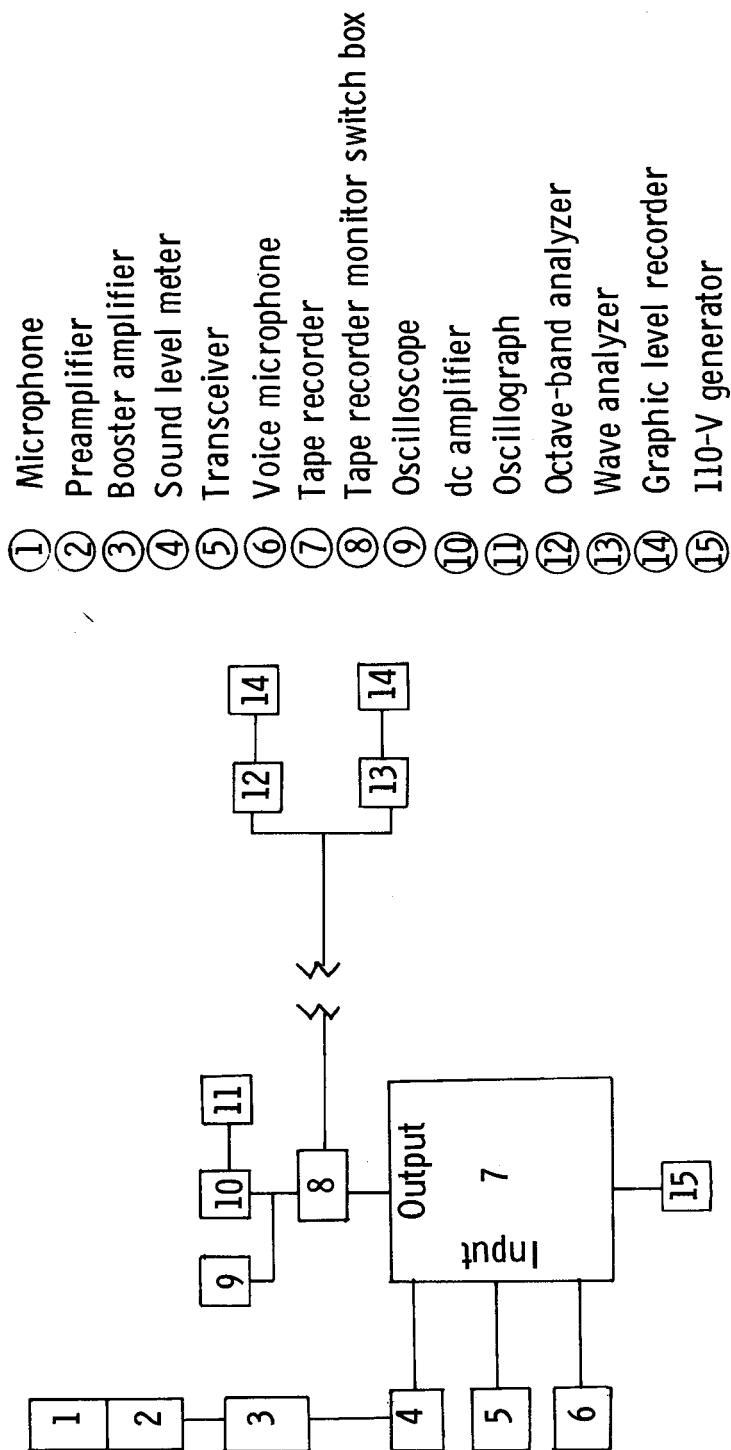 ① Microphone
② Preamplifier
③ Booster amplifier
④ Sound level meter
⑤ Transceiver
⑥ Voice microphone
⑦ Tape recorder
⑧ Tape recorder monitor switch box
⑨ Oscilloscope
⑩ dc amplifier
⑪ Oscillograph
⑫ Octave-band analyzer
⑬ Wave analyzer
⑭ Graphic level recorder
⑮ 110-V generator
1
2
3
4
5
6
Input
Output
7
8
9
10
11
12
14
13
14
15